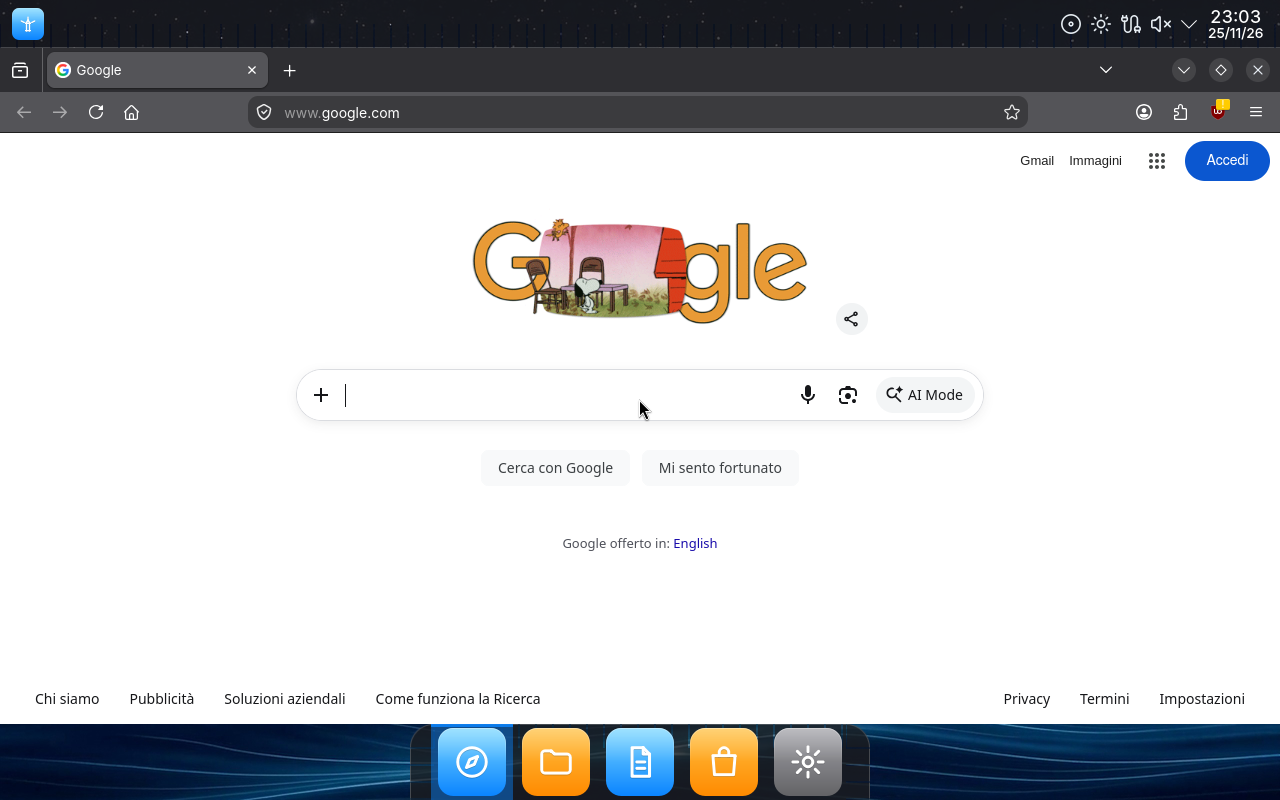 23:03
25/11/26
Google
www.google.com
Gmail
Immagini
Accedi
Google
AI Mode
Cerca con Google
Mi sento fortunato
Google offerto in: English
Chi siamo
Pubblicità
Soluzioni aziendali
Come funziona la Ricerca
Privacy
Termini
Impostazioni